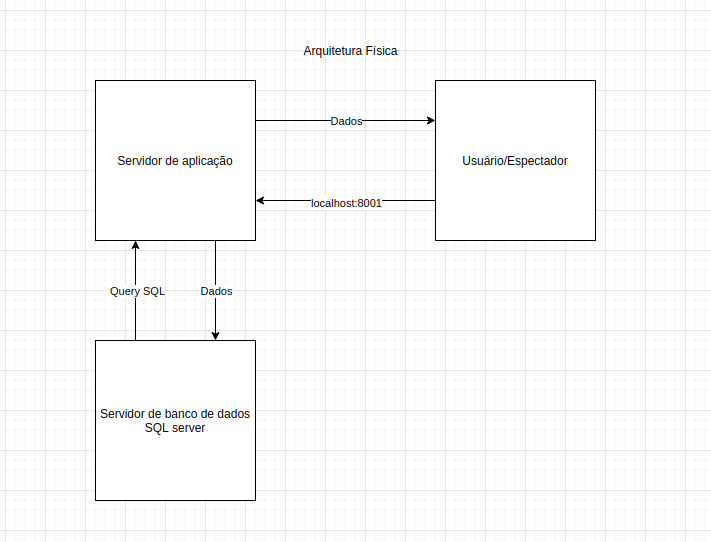 Arquitetura Física
Dados
Servidor de aplicação
Usuário/Espectador
localhost:8001
Query SQL
Dados
Servidor de banco de dados
SQL server